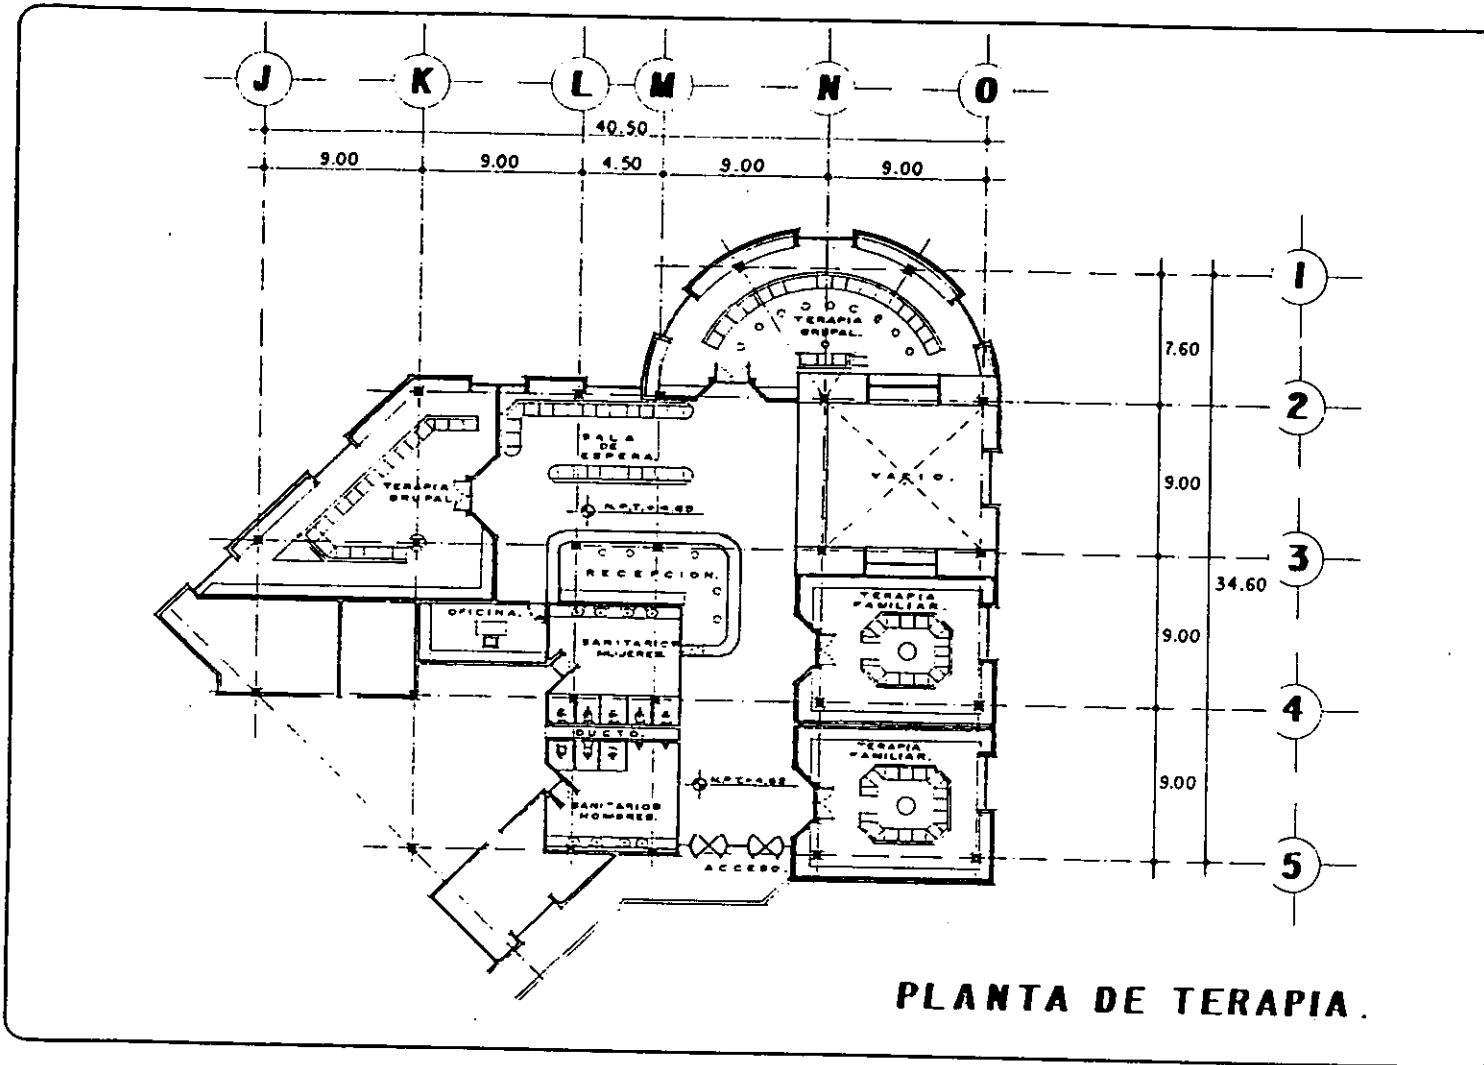 J K L M N O
40.50
9.00 9.00 4.50 9.00 9.00
1
7.60
TERAPIA
GRUPAL.
2
SALA
DE
ESPERA.
TERAPIA
GRUPAL
VACIO.
9.00
N.P.T.+4.65
3
RECEPCION.
34.60
TERAPIA
FAMILIAR.
OFICINA.
9.00
SANITARIOS
MUJERES.
4
DUCTO.
TERAPIA
FAMILIAR.
9.00
SANITARIOS
HOMBRES.
5
ACCESO.
PLANTA DE TERAPIA.